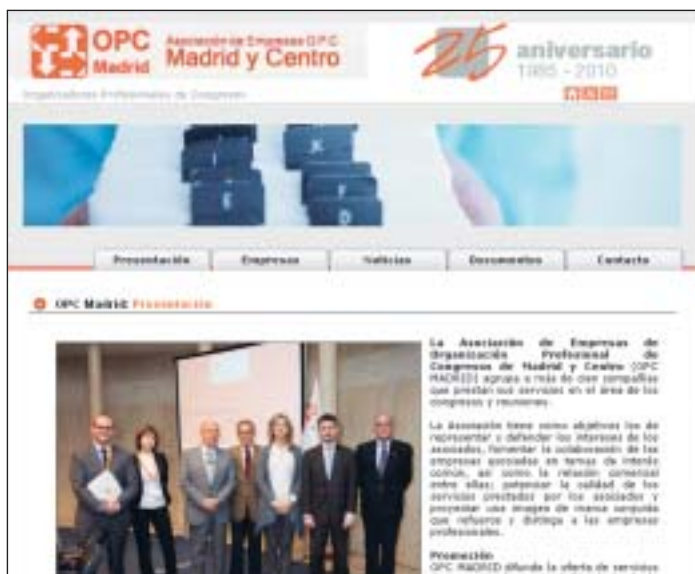 OPC
Madrid
Asociación de Empresas O.P.C
Madrid y Centro
25
aniversario
1985 - 2010
Organizadores Profesionales de Congresos
I
K
E
F
D
Presentación
Empresas
Noticias
Documentos
Contacto
OPC Madrid: Presentación
La Asociación de Empresas de
Organización Profesional de
Congresos de Madrid y Centro (OPC
MADRID) agrupa a más de cien compañías
que prestan sus servicios en el área de los
congresos y reuniones.
La Asociación tiene como objetivos los de
representar y defender los intereses de los
asociados, fomentar la colaboración de las
empresas asociadas en temas de interés
común, así como la relación comercial
entre ellas; potenciar la calidad de los
servicios prestados por los asociados y
proyectar una imagen de marca conjunta
que refuerce y distinga a las empresas
profesionales.
Promoción
OPC MADRID difunde la oferta de servicios